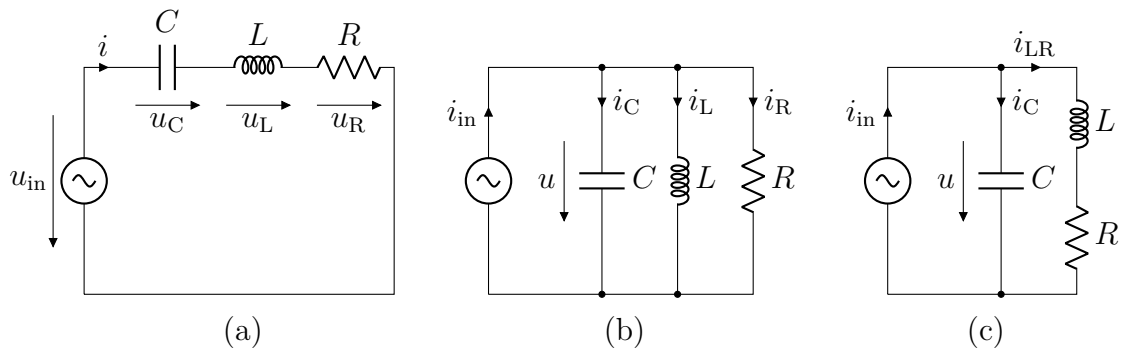 C L R
i
u_C u_L u_R
u_in
(a)
i_in i_C i_L i_R
u C L R
(b)
i_LR
i_in i_C L
u C
R
(c)